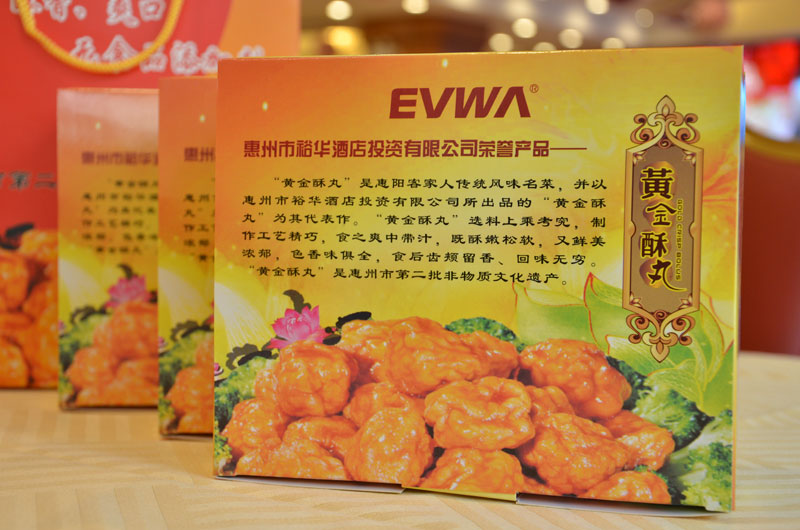 EVWA®
惠州市裕华酒店投资有限公司荣誉产品——
“黄金酥丸”是惠阳客家人传统风味名菜，并以
惠州市裕华酒店投资有限公司所出品的“黄金酥
丸”为其代表作。“黄金酥丸”选料上乘考究，制
作工艺精巧，食之爽中带汁，既酥嫩松软，又鲜美
浓郁，色香味俱全，食后齿颊留香、回味无穷。
“黄金酥丸”是惠州市第二批非物质文化遗产。
黄金酥丸